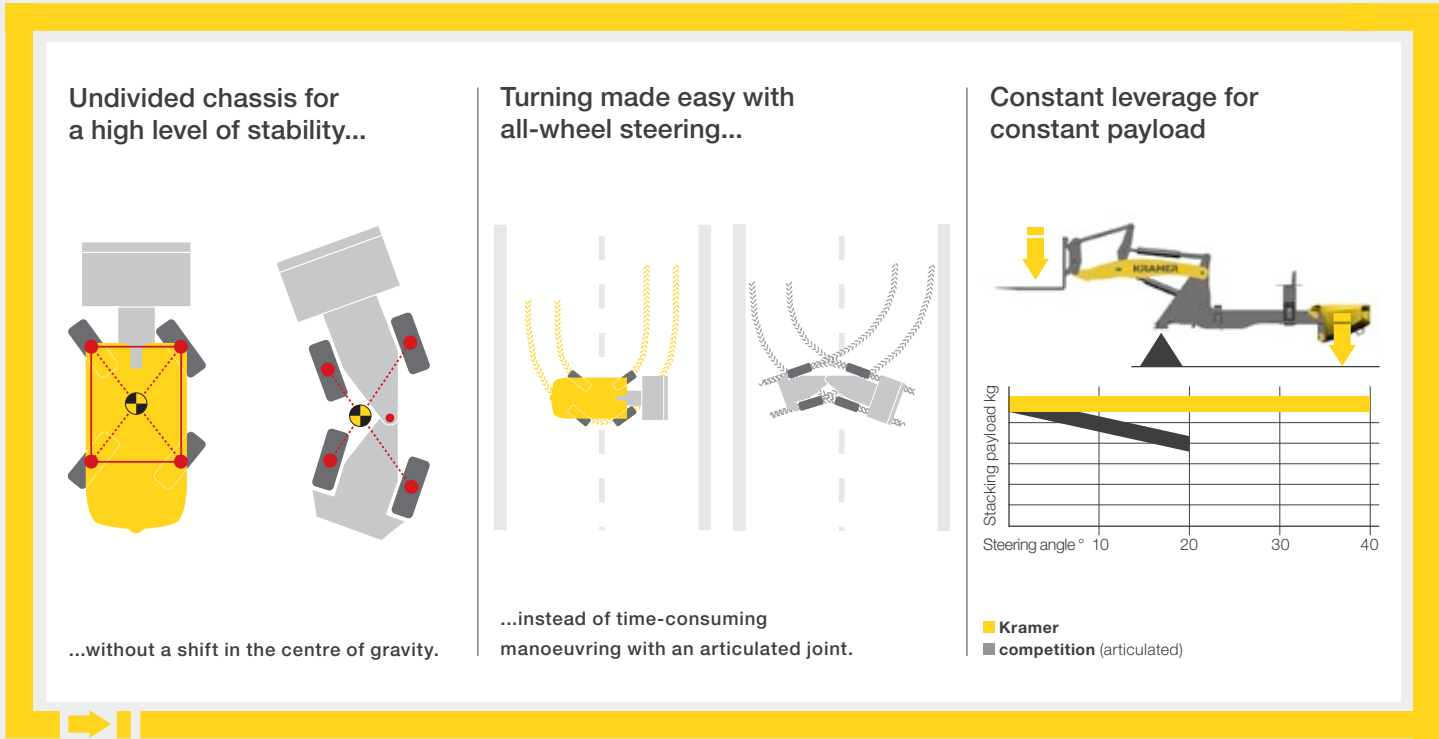 Undivided chassis for
a high level of stability...
...without a shift in the centre of gravity.
Turning made easy with
all-wheel steering...
...instead of time-consuming
manoeuvring with an articulated joint.
Constant leverage for
constant payload
KRAMER
Stacking payload kg
Steering angle ° 10 20 30 40
Kramer
competition (articulated)